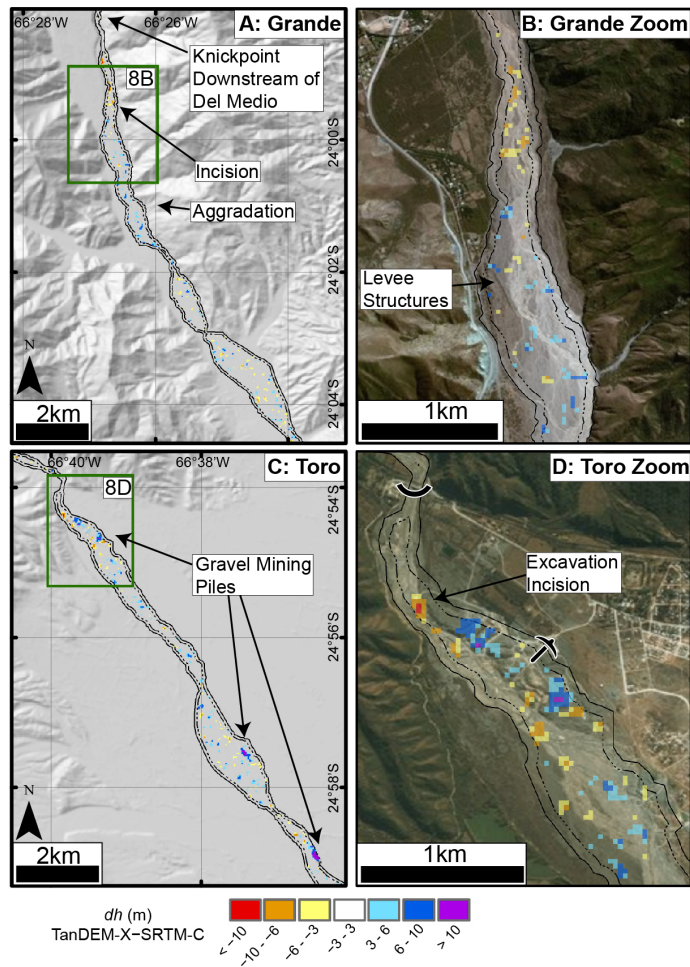 66°28'W
66°26'W
A: Grande
Knickpoint
Downstream of
Del Medio
8B
24°00'S
Incision
Aggradation
24°02'S
N
24°04'S
2km
B: Grande Zoom
Levee
Structures
1km
66°40'W
66°38'W
C: Toro
8D
24°54'S
Gravel Mining
Piles
24°56'S
N
24°58'S
2km
D: Toro Zoom
Excavation
Incision
1km
dh (m)
TanDEM-X−SRTM-C
< −10
−10 - −6
−6 - −3
−3 - 3
3 - 6
6 - 10
> 10